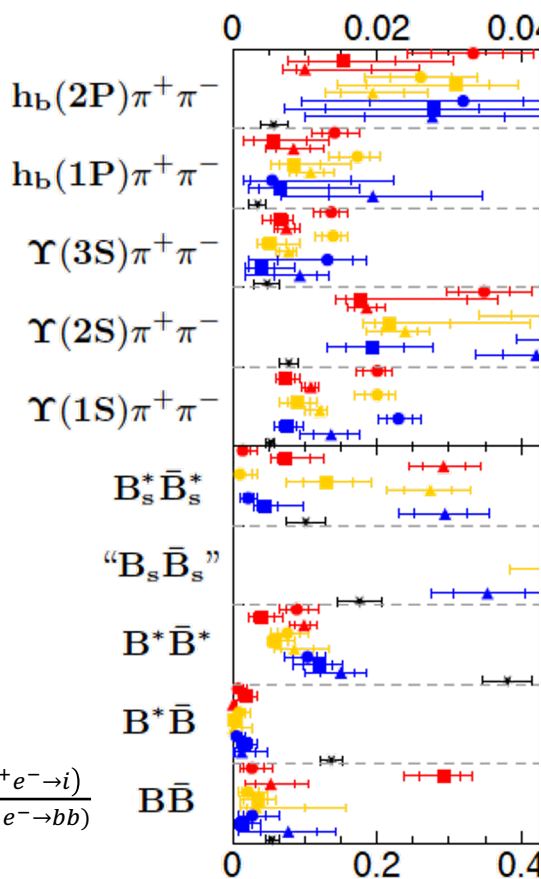 0 0.02 0.04
h_b(2P)π⁺π⁻
h_b(1P)π⁺π⁻
Υ(3S)π⁺π⁻
Υ(2S)π⁺π⁻
Υ(1S)π⁺π⁻
B_s*B̄_s*
“B_sB̄_s”
B*B̄*
B*B̄
⁺e⁻→i)
BB̄
e⁻→bb)
0 0.2 0.4